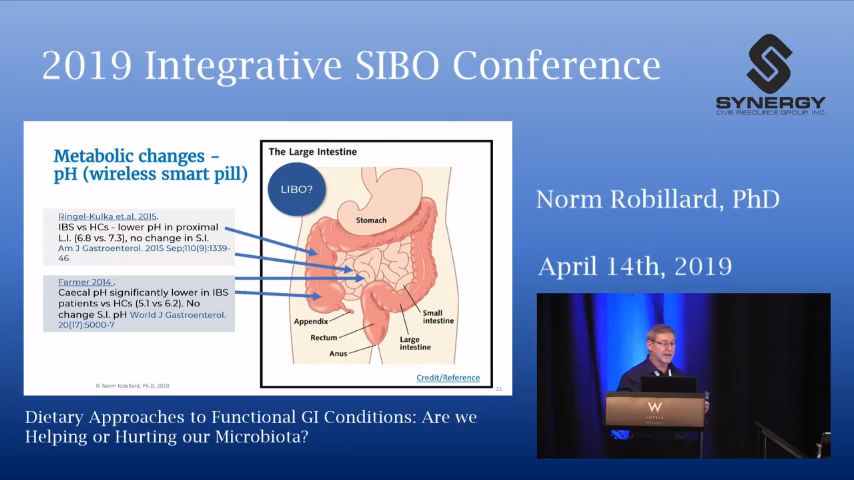 2019 Integrative SIBO Conference
SYNERGY
CME RESOURCE GROUP, INC.
Metabolic changes –
pH (wireless smart pill)
Ringel-Kulka et.al. 2015.
IBS vs HCs - lower pH in proximal
L.I. (6.8 vs. 7.3), no change in S.I.
Am J Gastroenterol. 2015 Sep;110(9):1339-
46
Farmer 2014 .
Caecal pH significantly lower in IBS
patients vs HCs (5.1 vs 6.2). No
change S.I. pH World J Gastroenterol.
20(17):5000-7
The Large Intestine
LIBO?
Stomach
Appendix
Rectum
Anus
Small
intestine
Large
intestine
Credit/Reference
© Norm Robillard, Ph.D, 2019
21
Norm Robillard, PhD
April 14th, 2019
W
HOTELS
Dietary Approaches to Functional GI Conditions: Are we
Helping or Hurting our Microbiota?